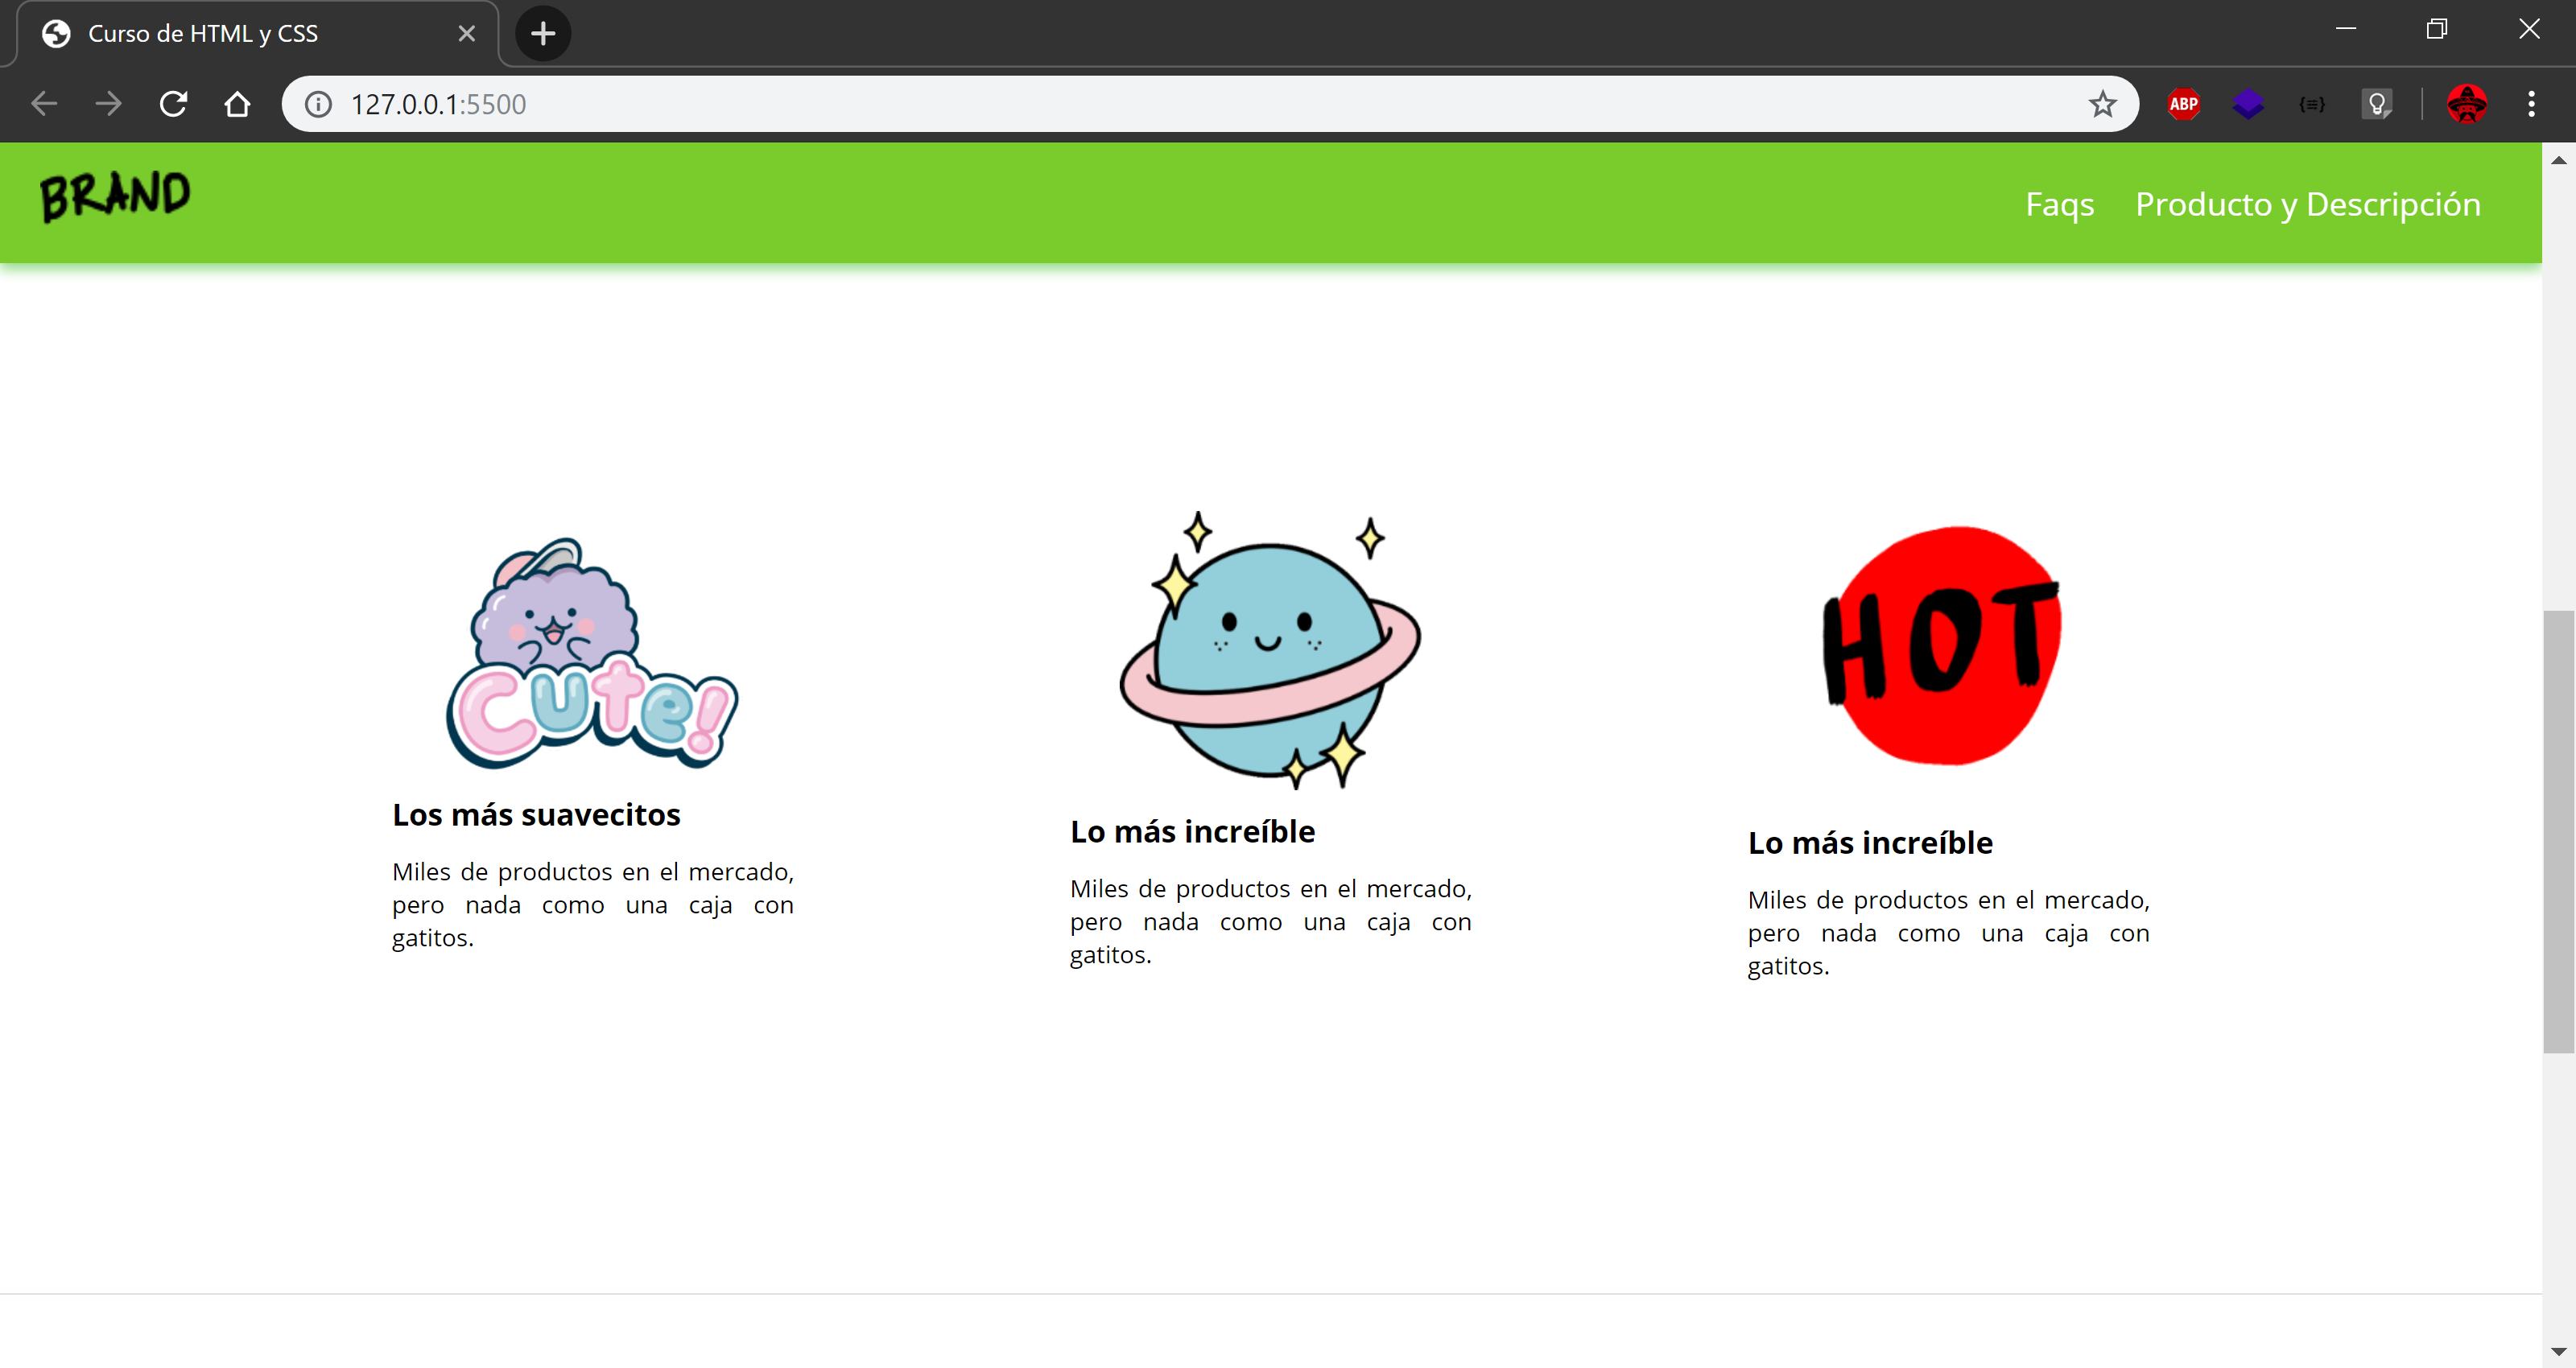 Curso de HTML y CSS
127.0.0.1:5500
ABP
BRAND
Faqs
Producto y Descripción
Cute!
HOT
Los más suavecitos
Miles de productos en el mercado,
pero nada como una caja con
gatitos.
Lo más increíble
Miles de productos en el mercado,
pero nada como una caja con
gatitos.
Lo más increíble
Miles de productos en el mercado,
pero nada como una caja con
gatitos.